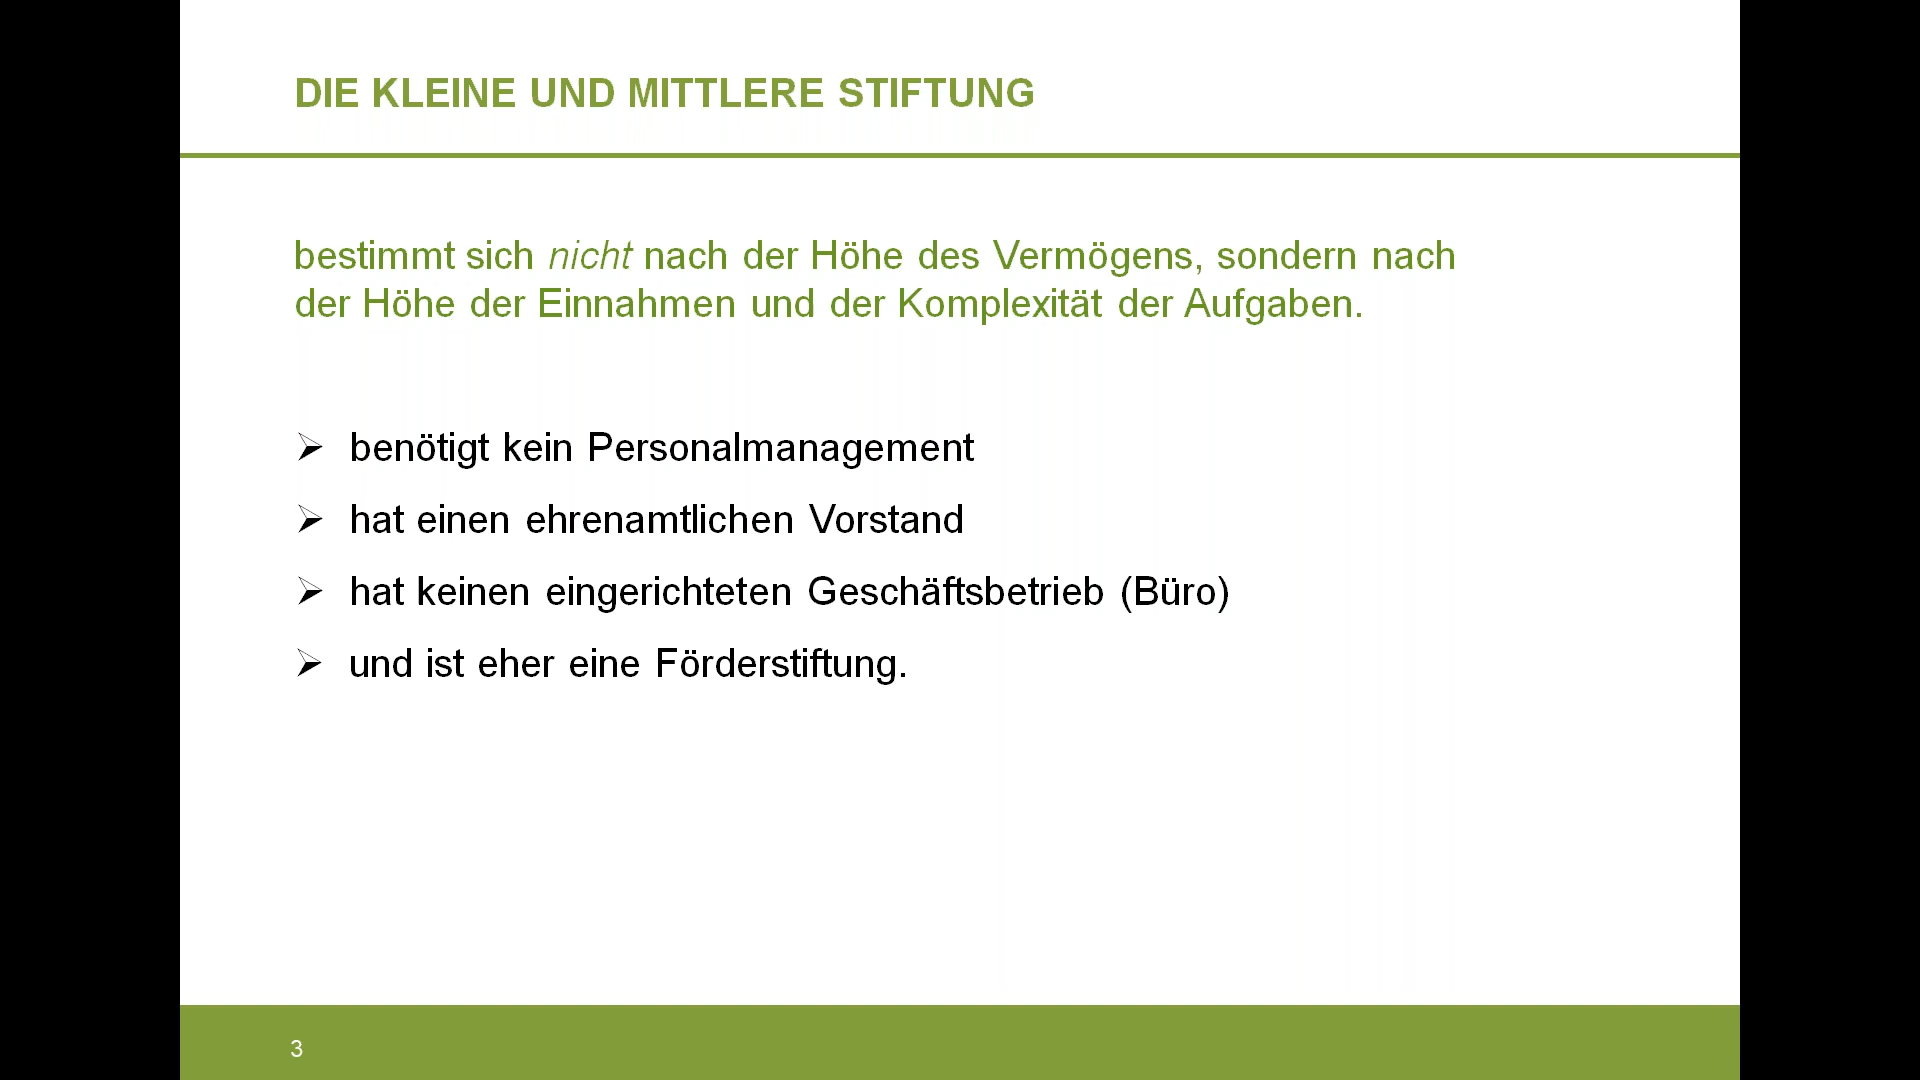 DIE KLEINE UND MITTLERE STIFTUNG
bestimmt sich nicht nach der Höhe des Vermögens, sondern nach
der Höhe der Einnahmen und der Komplexität der Aufgaben.
➢ benötigt kein Personalmanagement
➢ hat einen ehrenamtlichen Vorstand
➢ hat keinen eingerichteten Geschäftsbetrieb (Büro)
➢ und ist eher eine Förderstiftung.
3